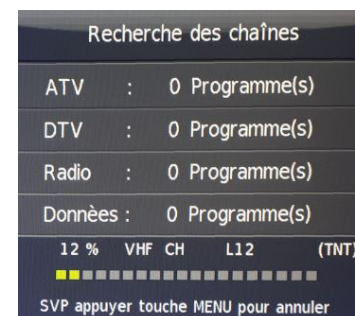 Recherche des chaînes
ATV : 0 Programme(s)
DTV : 0 Programme(s)
Radio : 0 Programme(s)
Donnèes : 0 Programme(s)
12 % VHF CH L12 (TNT)
SVP appuyer touche MENU pour annuler